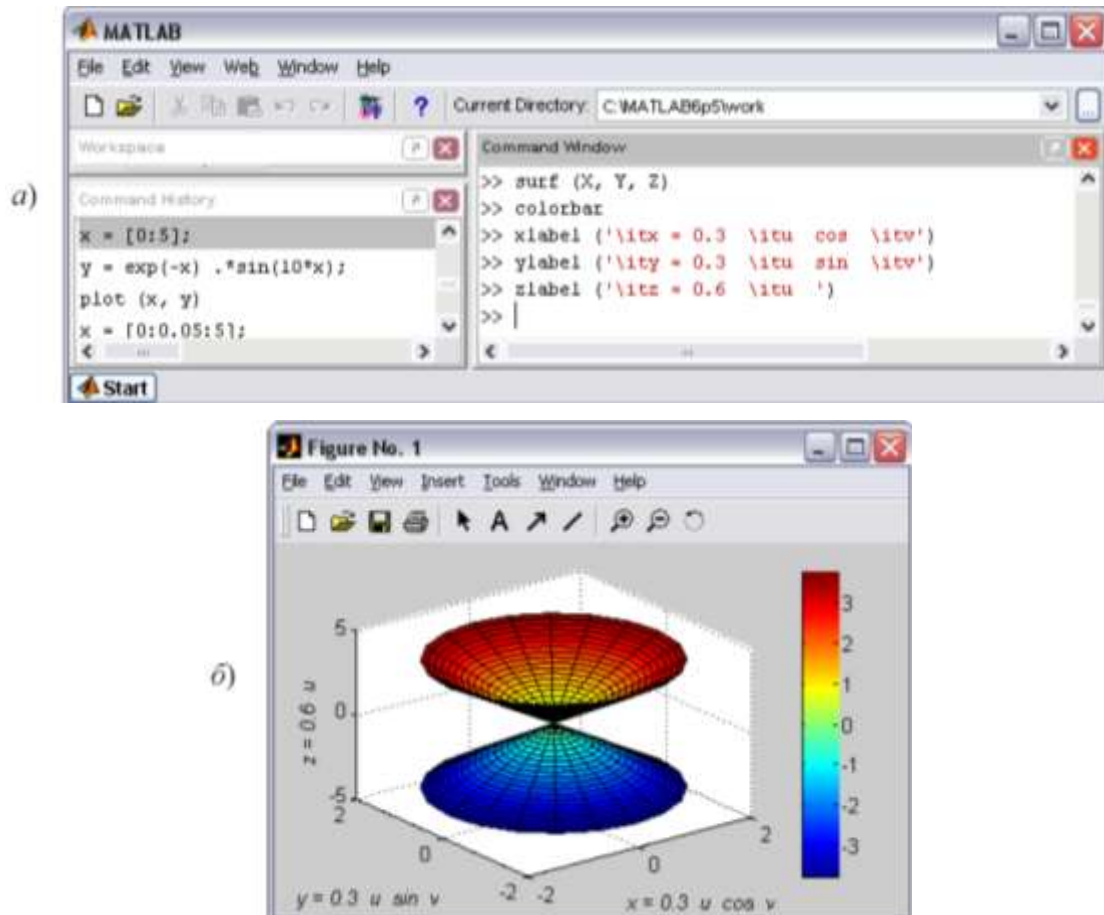 а)
MATLAB
File Edit View Web Window Help
? Current Directory: C:\MATLAB6p5\work ...
Workspace
Command History
x = [0:5];
y = exp(-x) .*sin(10*x);
plot (x, y)
x = [0:0.05:5];
Command Window
>> surf (X, Y, Z)
>> colorbar
>> xlabel ('\itx = 0.3 \itu cos \itv')
>> ylabel ('\ity = 0.3 \itu sin \itv')
>> zlabel ('\itz = 0.6 \itu ')
>>
Start
б)
Figure No. 1
File Edit View Insert Tools Window Help
A
5
0
-5
z = 0.6 u
2
0
-2
y = 0.3 u sin v
-2
0
2
x = 0.3 u cos v
3
2
1
0
-1
-2
-3